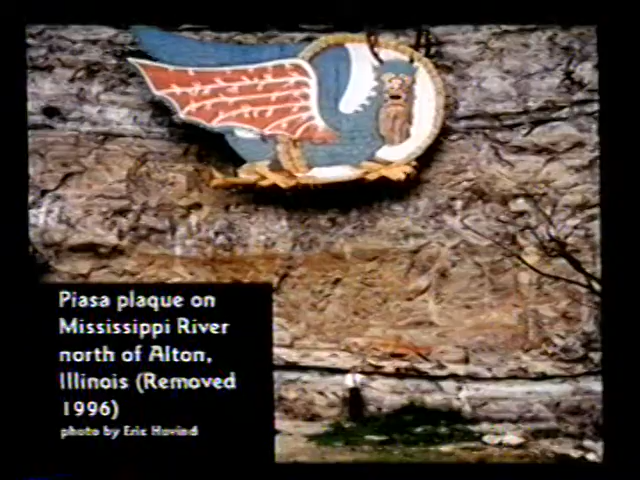 Piasa plaque on
Mississippi River
north of Alton,
Illinois (Removed
1996)
photo by Eric Hovind